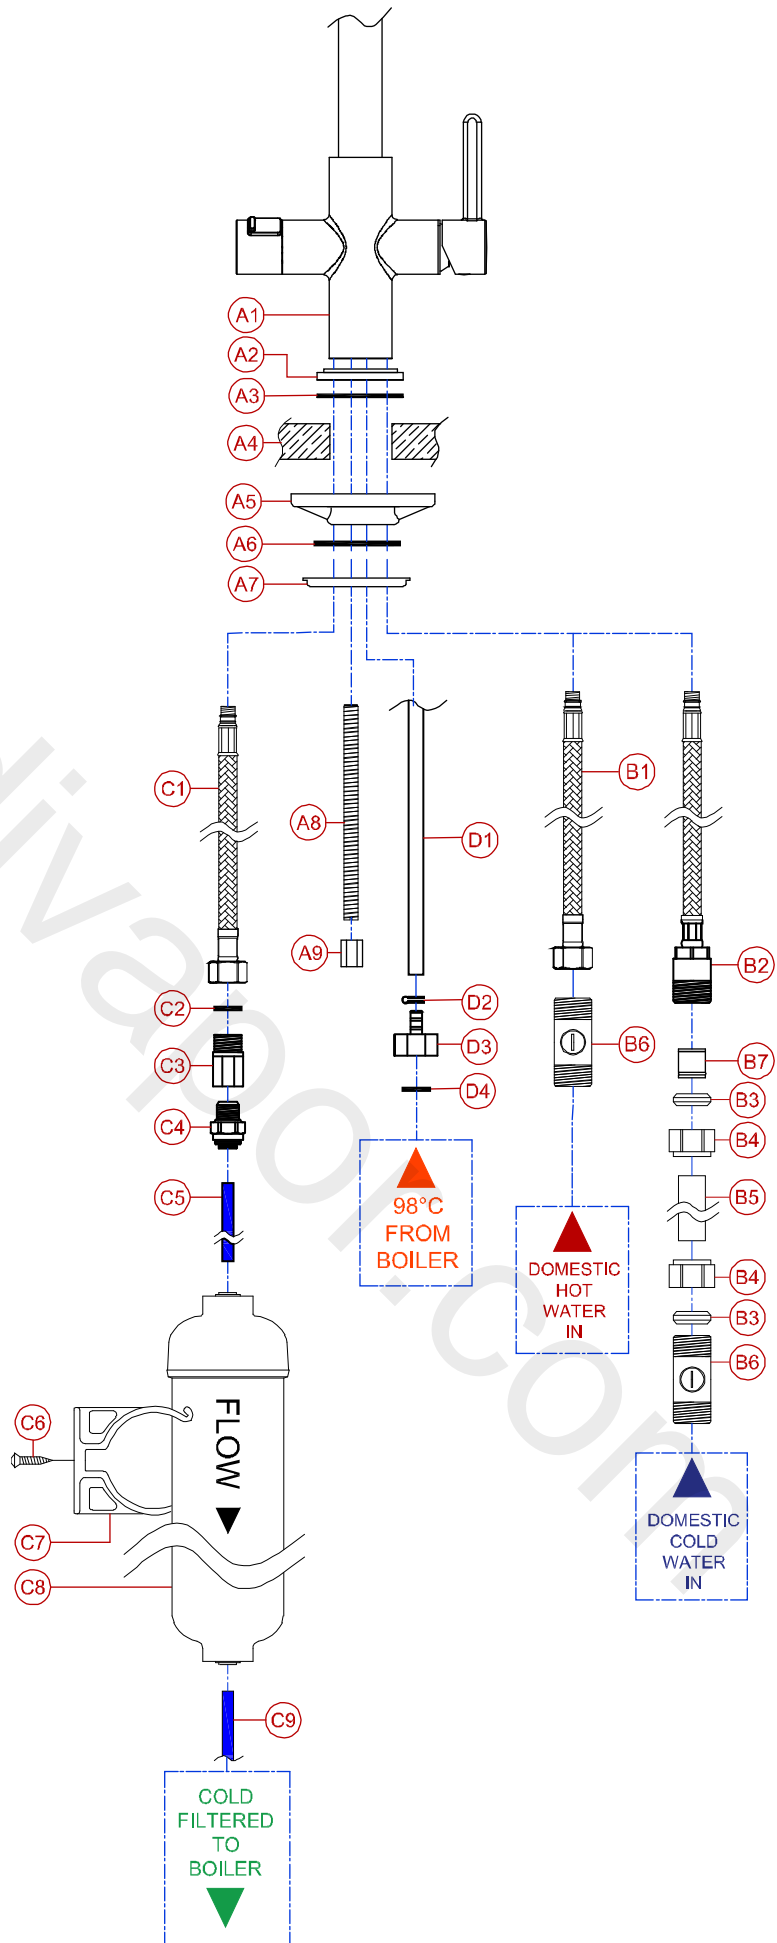 A1
A2
A3
A4
A5
A6
A7
C1
A8
D1
B1
A9
B2
C2
D2
C3
D3
B6
B7
D4
B3
C4
B4
C5
98°C
FROM
BOILER
B5
DOMESTIC
HOT
WATER
IN
B4
B3
B6
C6
FLOW
C7
C8
DOMESTIC
COLD
WATER
IN
C9
COLD
FILTERED
TO
BOILER
divapor.com